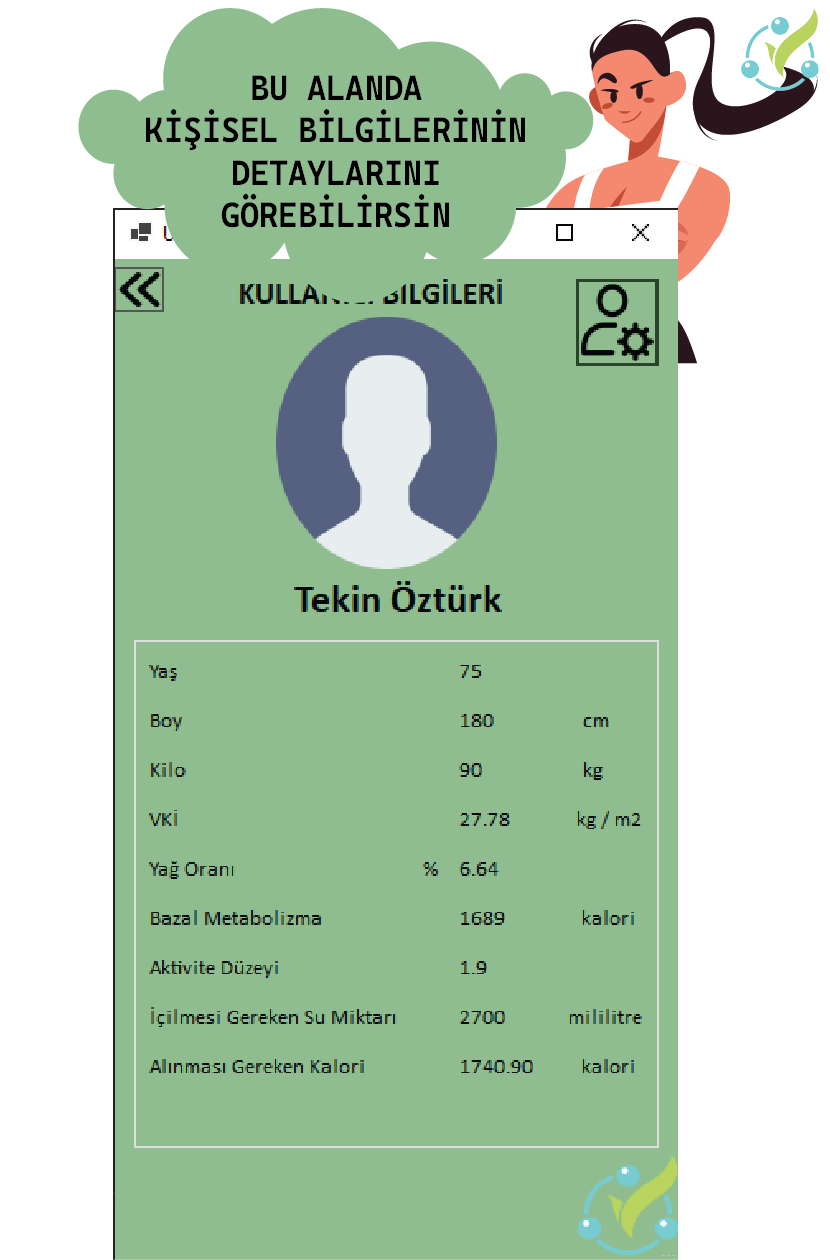 BU ALANDA
KİŞİSEL BİLGİLERİNİN
DETAYLARINI
GÖREBİLİRSİN
BİLGİLERİ
Tekin Öztürk
Yaş 75
Boy 180 cm
Kilo 90 kg
VKİ 27.78 kg / m2
Yağ Oranı % 6.64
Bazal Metabolizma 1689 kalori
Aktivite Düzeyi 1.9
İçilmesi Gereken Su Miktarı 2700 mililitre
Alınması Gereken Kalori 1740.90 kalori